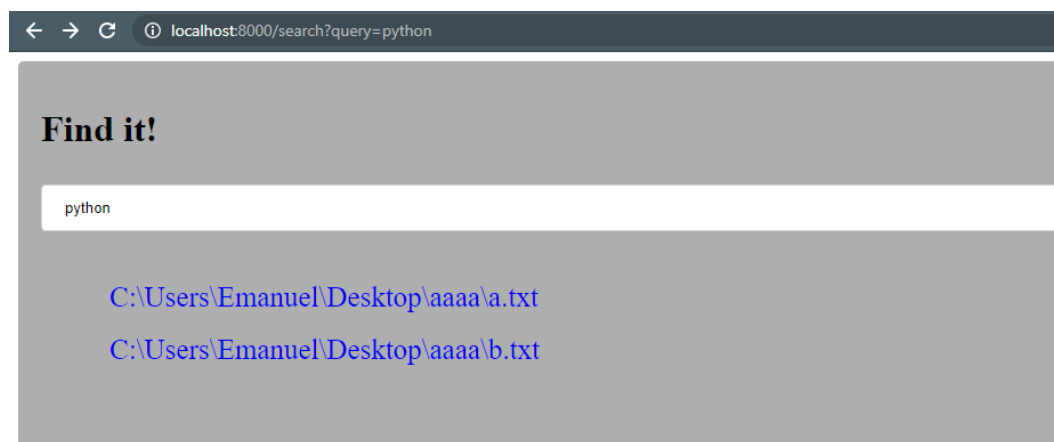 localhost:8000/search?query=python
Find it!
python
C:\Users\Emanuel\Desktop\aaaa\a.txt
C:\Users\Emanuel\Desktop\aaaa\b.txt